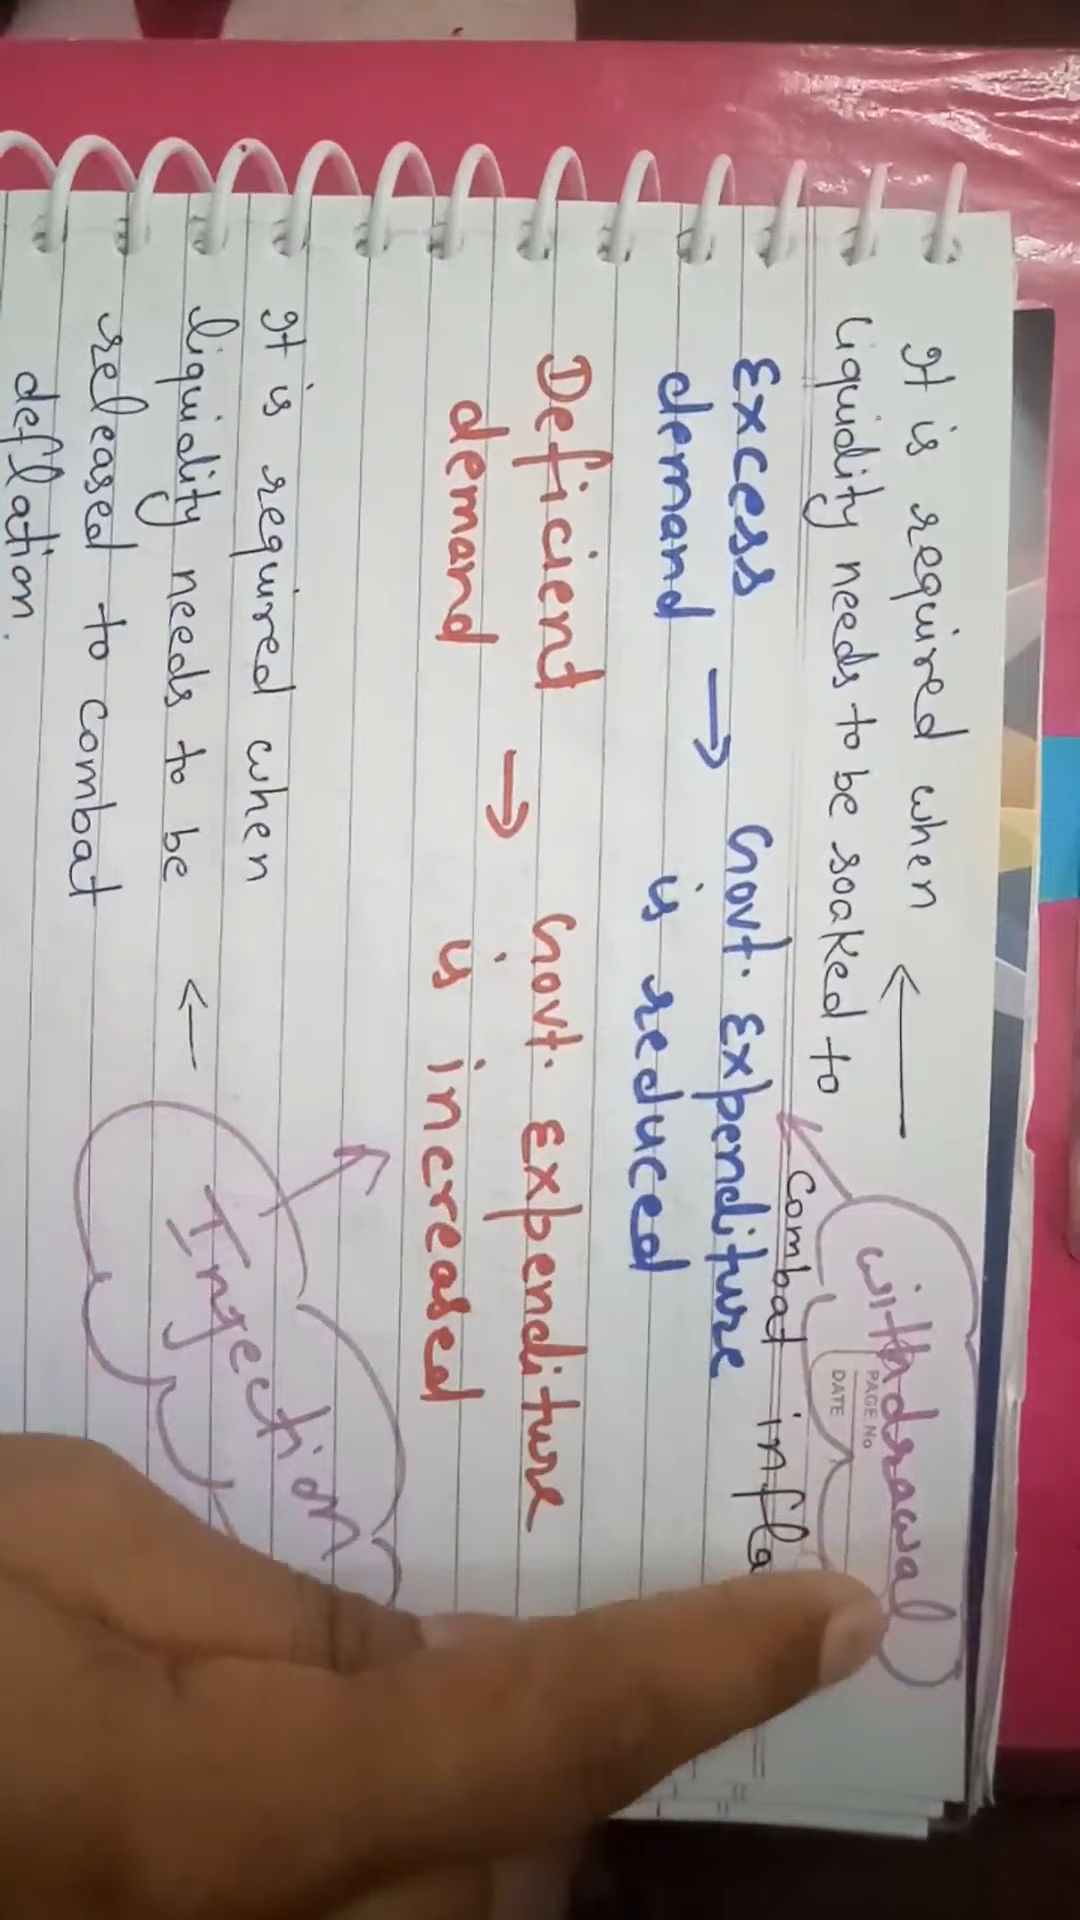 withdrawal
PAGE No
DATE
It is required when ←
liquidity needs to be soaked to
combat infla
Excess → Govt. Expenditure
demand is reduced
Deficient → Govt. Expenditure
demand is increased
It is required when
liquidity needs to be ←
released to combat
deflation.
Injection